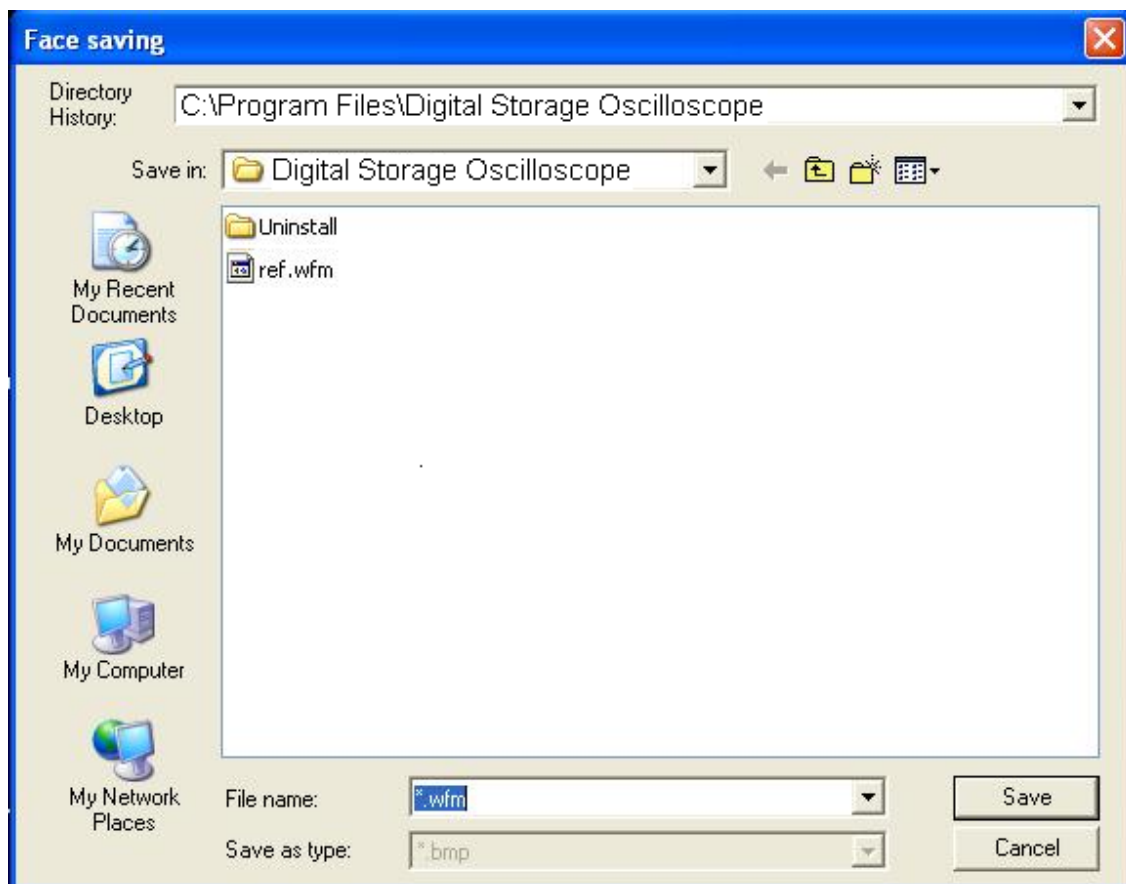 Face saving
Directory
History:
C:\Program Files\Digital Storage Oscilloscope
Save in:
Digital Storage Oscilloscope
Uninstall
ref.wfm
My Recent
Documents
Desktop
My Documents
My Computer
My Network
Places
File name:
*.wfm
Save
Save as type:
*.bmp
Cancel